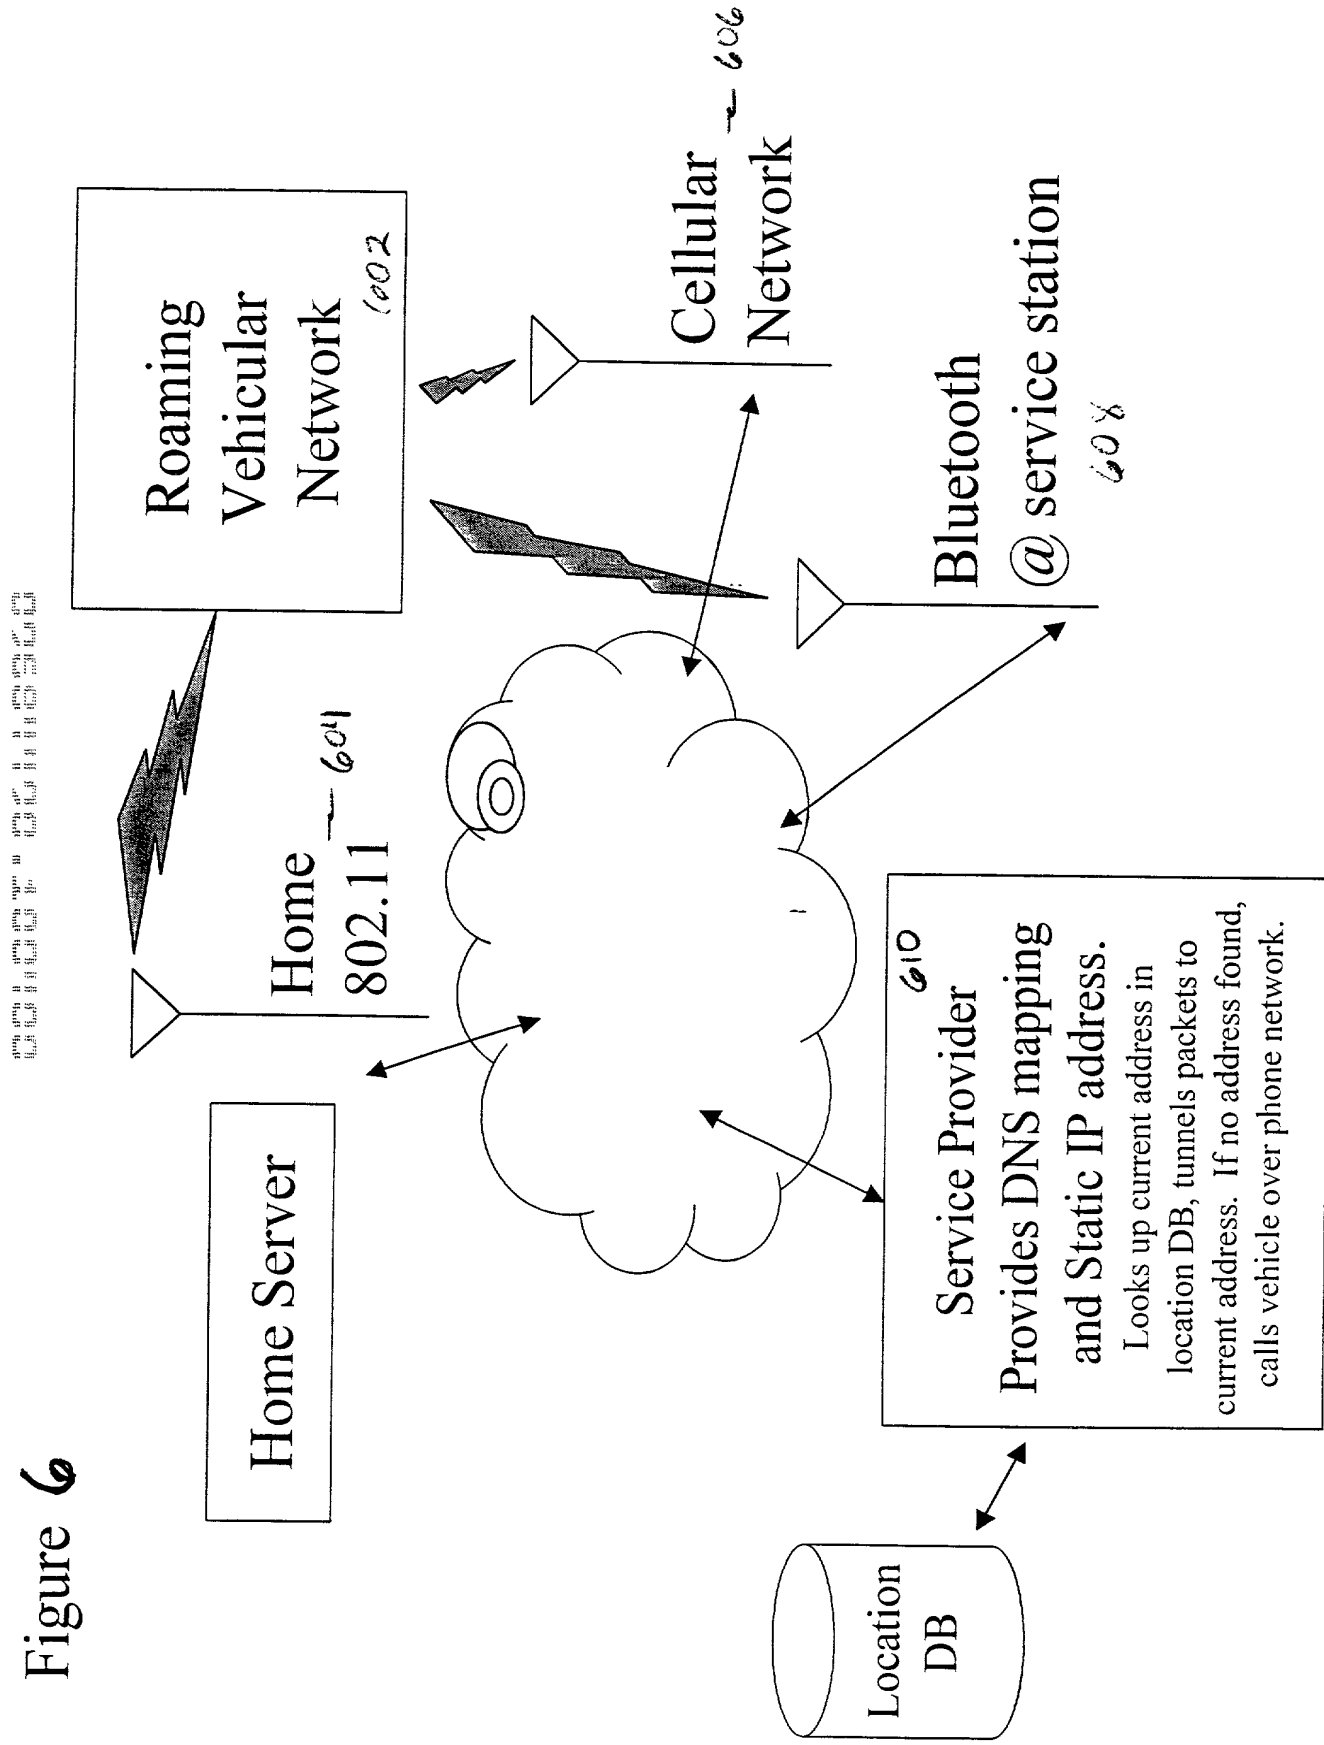 Figure 6
Home Server
Home
802.11
604
Roaming
Vehicular
Network
602
Cellular
Network
606
Bluetooth
@ service station
608
610
Service Provider
Provides DNS mapping
and Static IP address.
Looks up current address in
location DB, tunnels packets to
current address. If no address found,
calls vehicle over phone network.
Location
DB